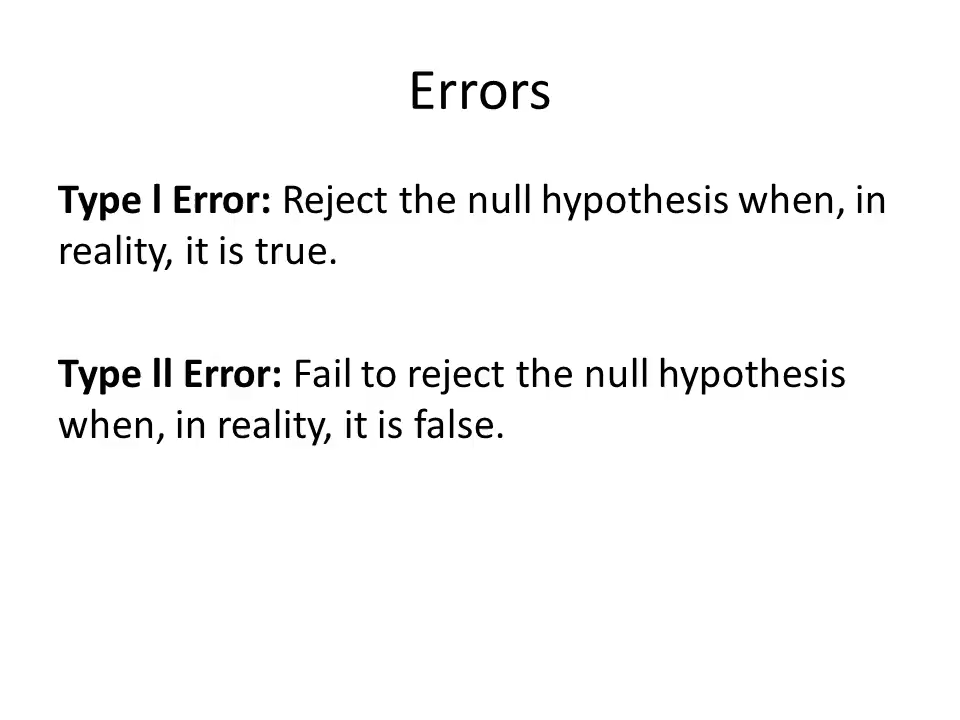 Errors
Type l Error: Reject the null hypothesis when, in
reality, it is true.
Type ll Error: Fail to reject the null hypothesis
when, in reality, it is false.